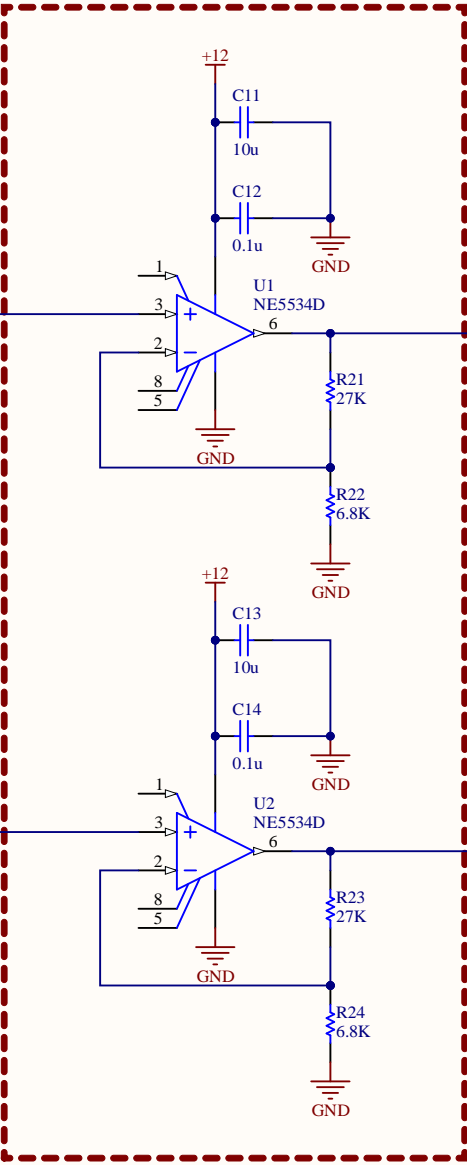 +12
C11
10u
C12
0.1u
GND
1
U1
NE5534D
3
+
6
2
−
R21
27K
8
5
GND
R22
6.8K
GND
+12
C13
10u
C14
0.1u
GND
1
U2
NE5534D
3
+
6
2
−
R23
27K
8
5
GND
R24
6.8K
GND